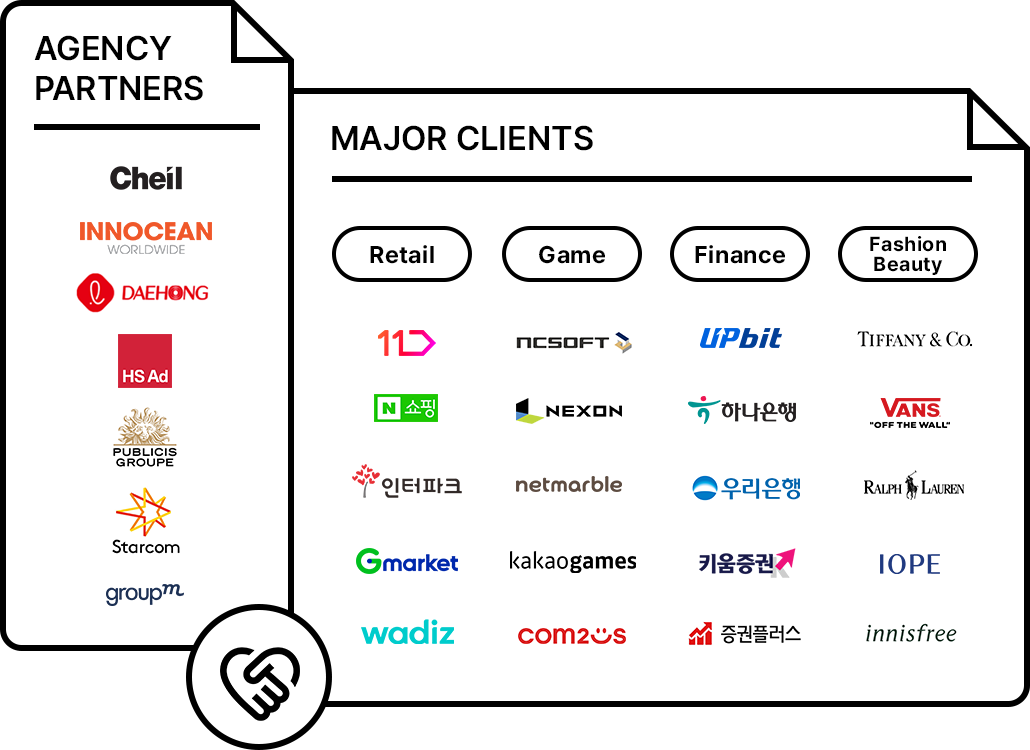 AGENCY
PARTNERS
Cheil
INNOCEAN
WORLDWIDE
DAEHONG
HS Ad
PUBLICIS
GROUPE
Starcom
groupm
MAJOR CLIENTS
Retail
Game
Finance
Fashion
Beauty
11
NCSOFT
UPbit
TIFFANY & CO.
N 쇼핑
NEXON
하나은행
VANS
"OFF THE WALL"
인터파크
netmarble
우리은행
RALPH LAUREN
Gmarket
kakaogames
키움증권
K
IOPE
wadiz
com2us
증권플러스
innisfree